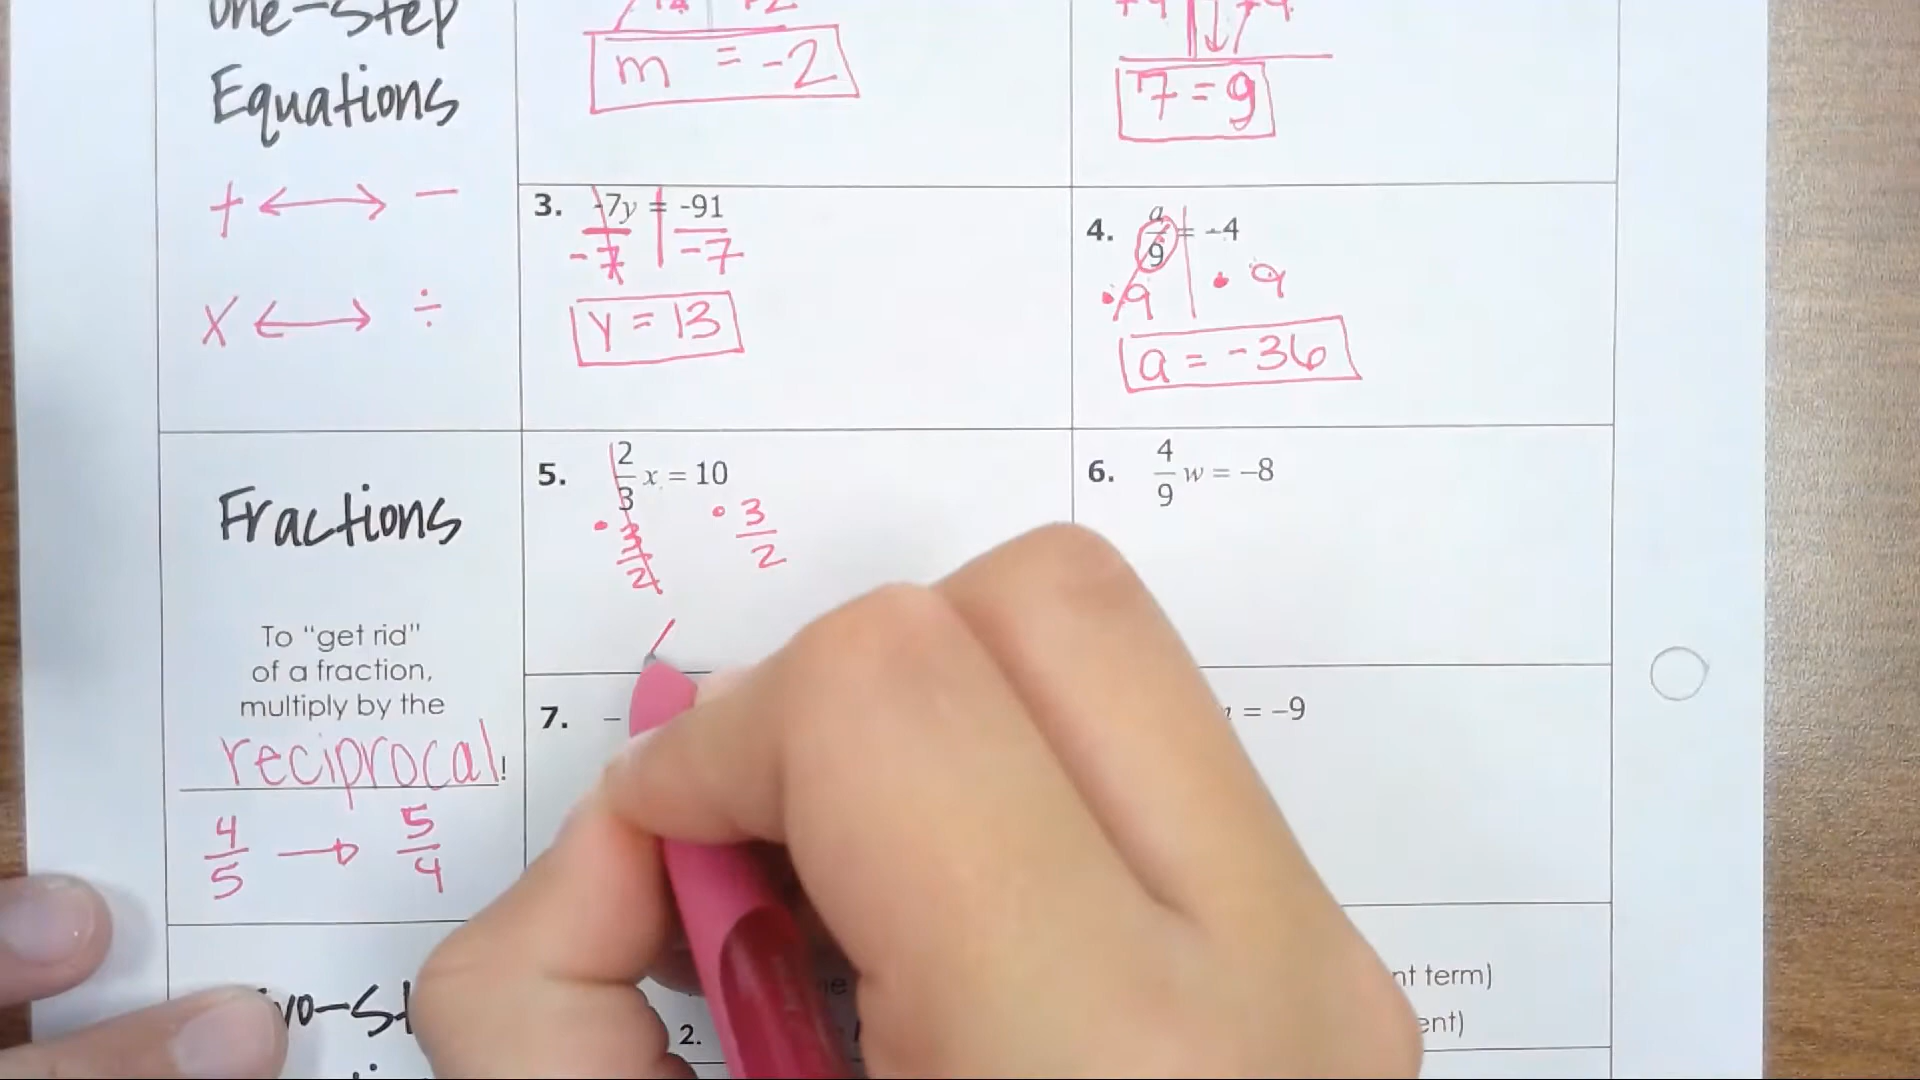 One-Step
Equations
+ ↔ −
x ↔ ÷
m = -2
7 = 9
3. -7y = -91
-7 -7
y = 13
4. a/9 = -4
• 9 • 9
a = -36
Fractions
To "get rid"
of a fraction,
multiply by the
reciprocal!
4/5 → 5/4
5. 2/3 x = 10
• 3/2 • 3/2
6. 4/9 w = -8
7. −
= -9
nt term)
2.
ent)